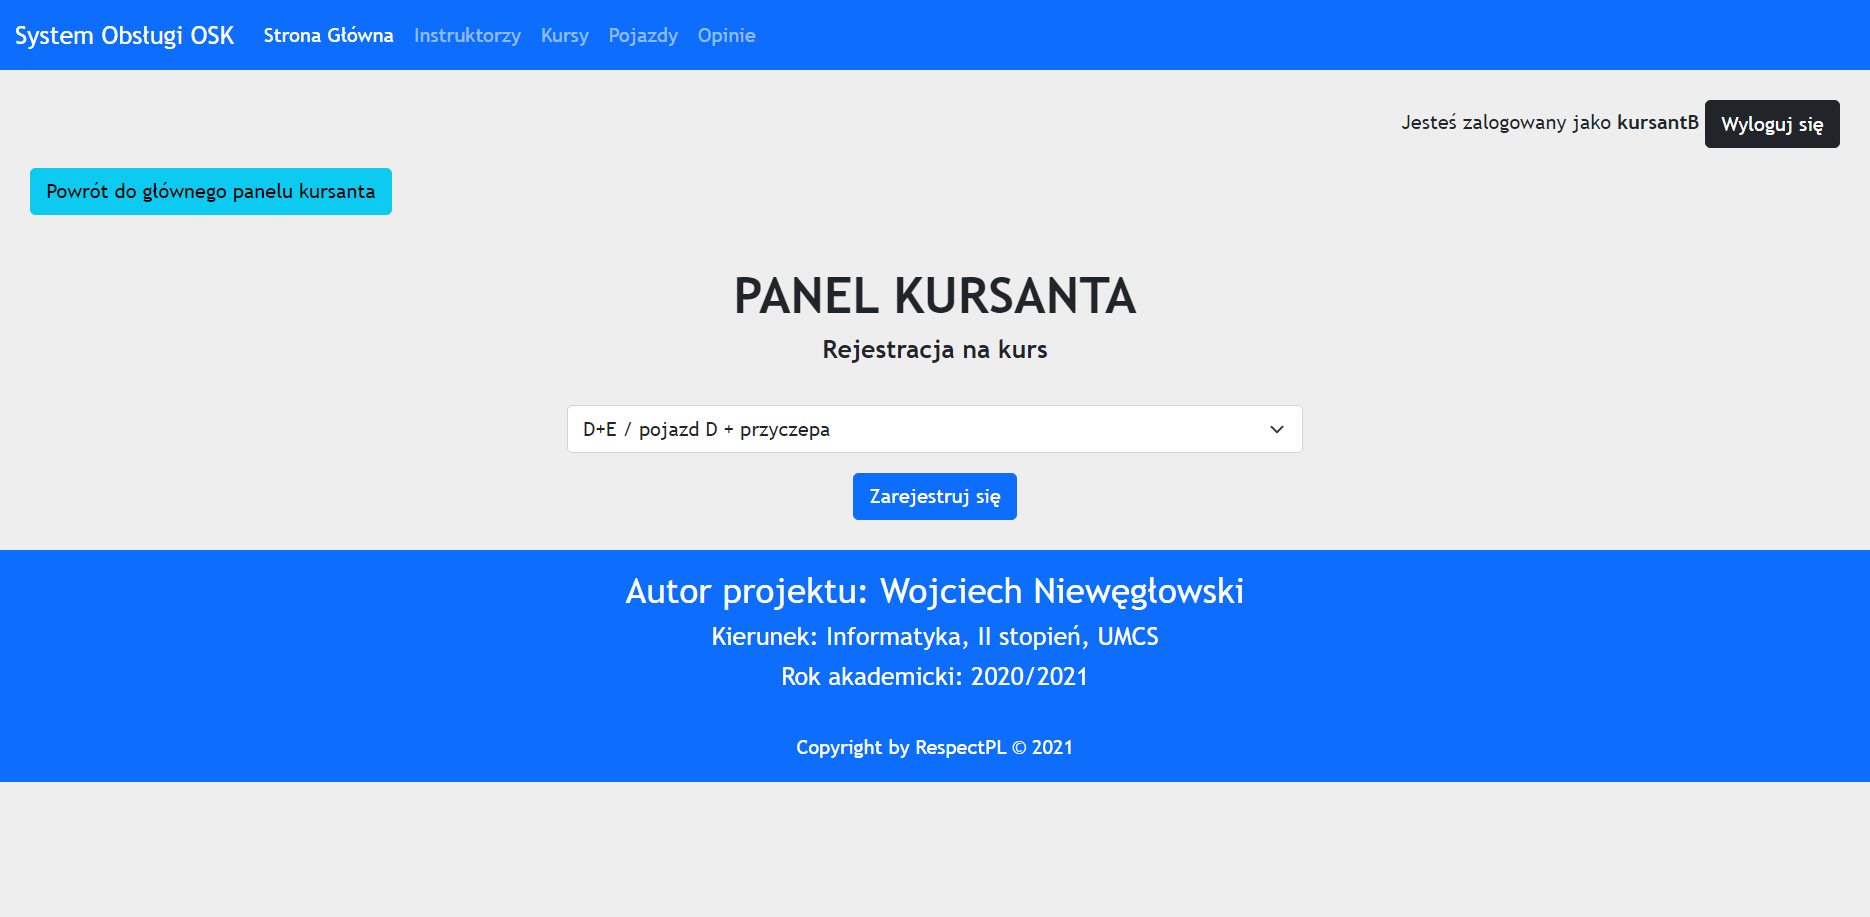 System Obsługi OSK Strona Główna Instruktorzy Kursy Pojazdy Opinie
Jesteś zalogowany jako kursantB Wyloguj się
Powrót do głównego panelu kursanta
PANEL KURSANTA
Rejestracja na kurs
D+E / pojazd D + przyczepa
Zarejestruj się
Autor projektu: Wojciech Niewęgłowski
Kierunek: Informatyka, II stopień, UMCS
Rok akademicki: 2020/2021
Copyright by RespectPL © 2021